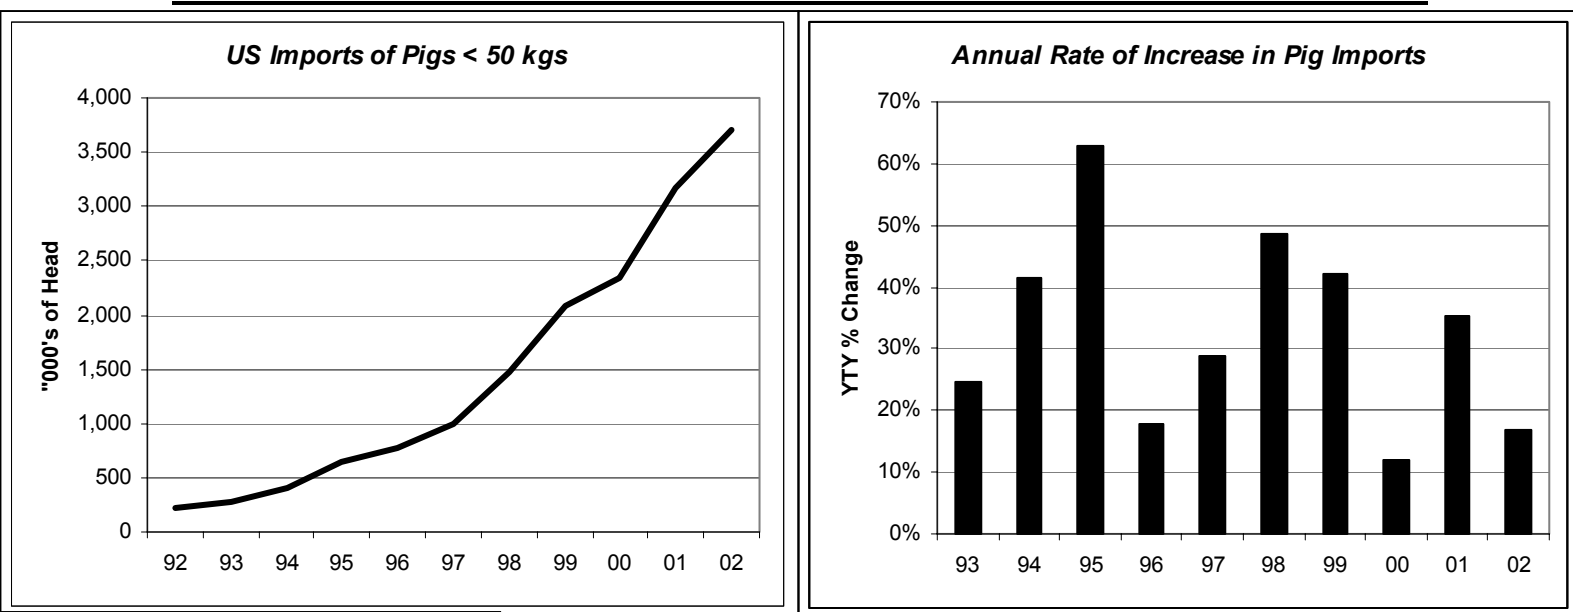 US Imports of Pigs < 50 kgs
4,000
3,500
3,000
2,500
2,000
1,500
1,000
500
0
"000's of Head
92 93 94 95 96 97 98 99 00 01 02
Annual Rate of Increase in Pig Imports
70%
60%
50%
40%
30%
20%
10%
0%
YTY % Change
93 94 95 96 97 98 99 00 01 02